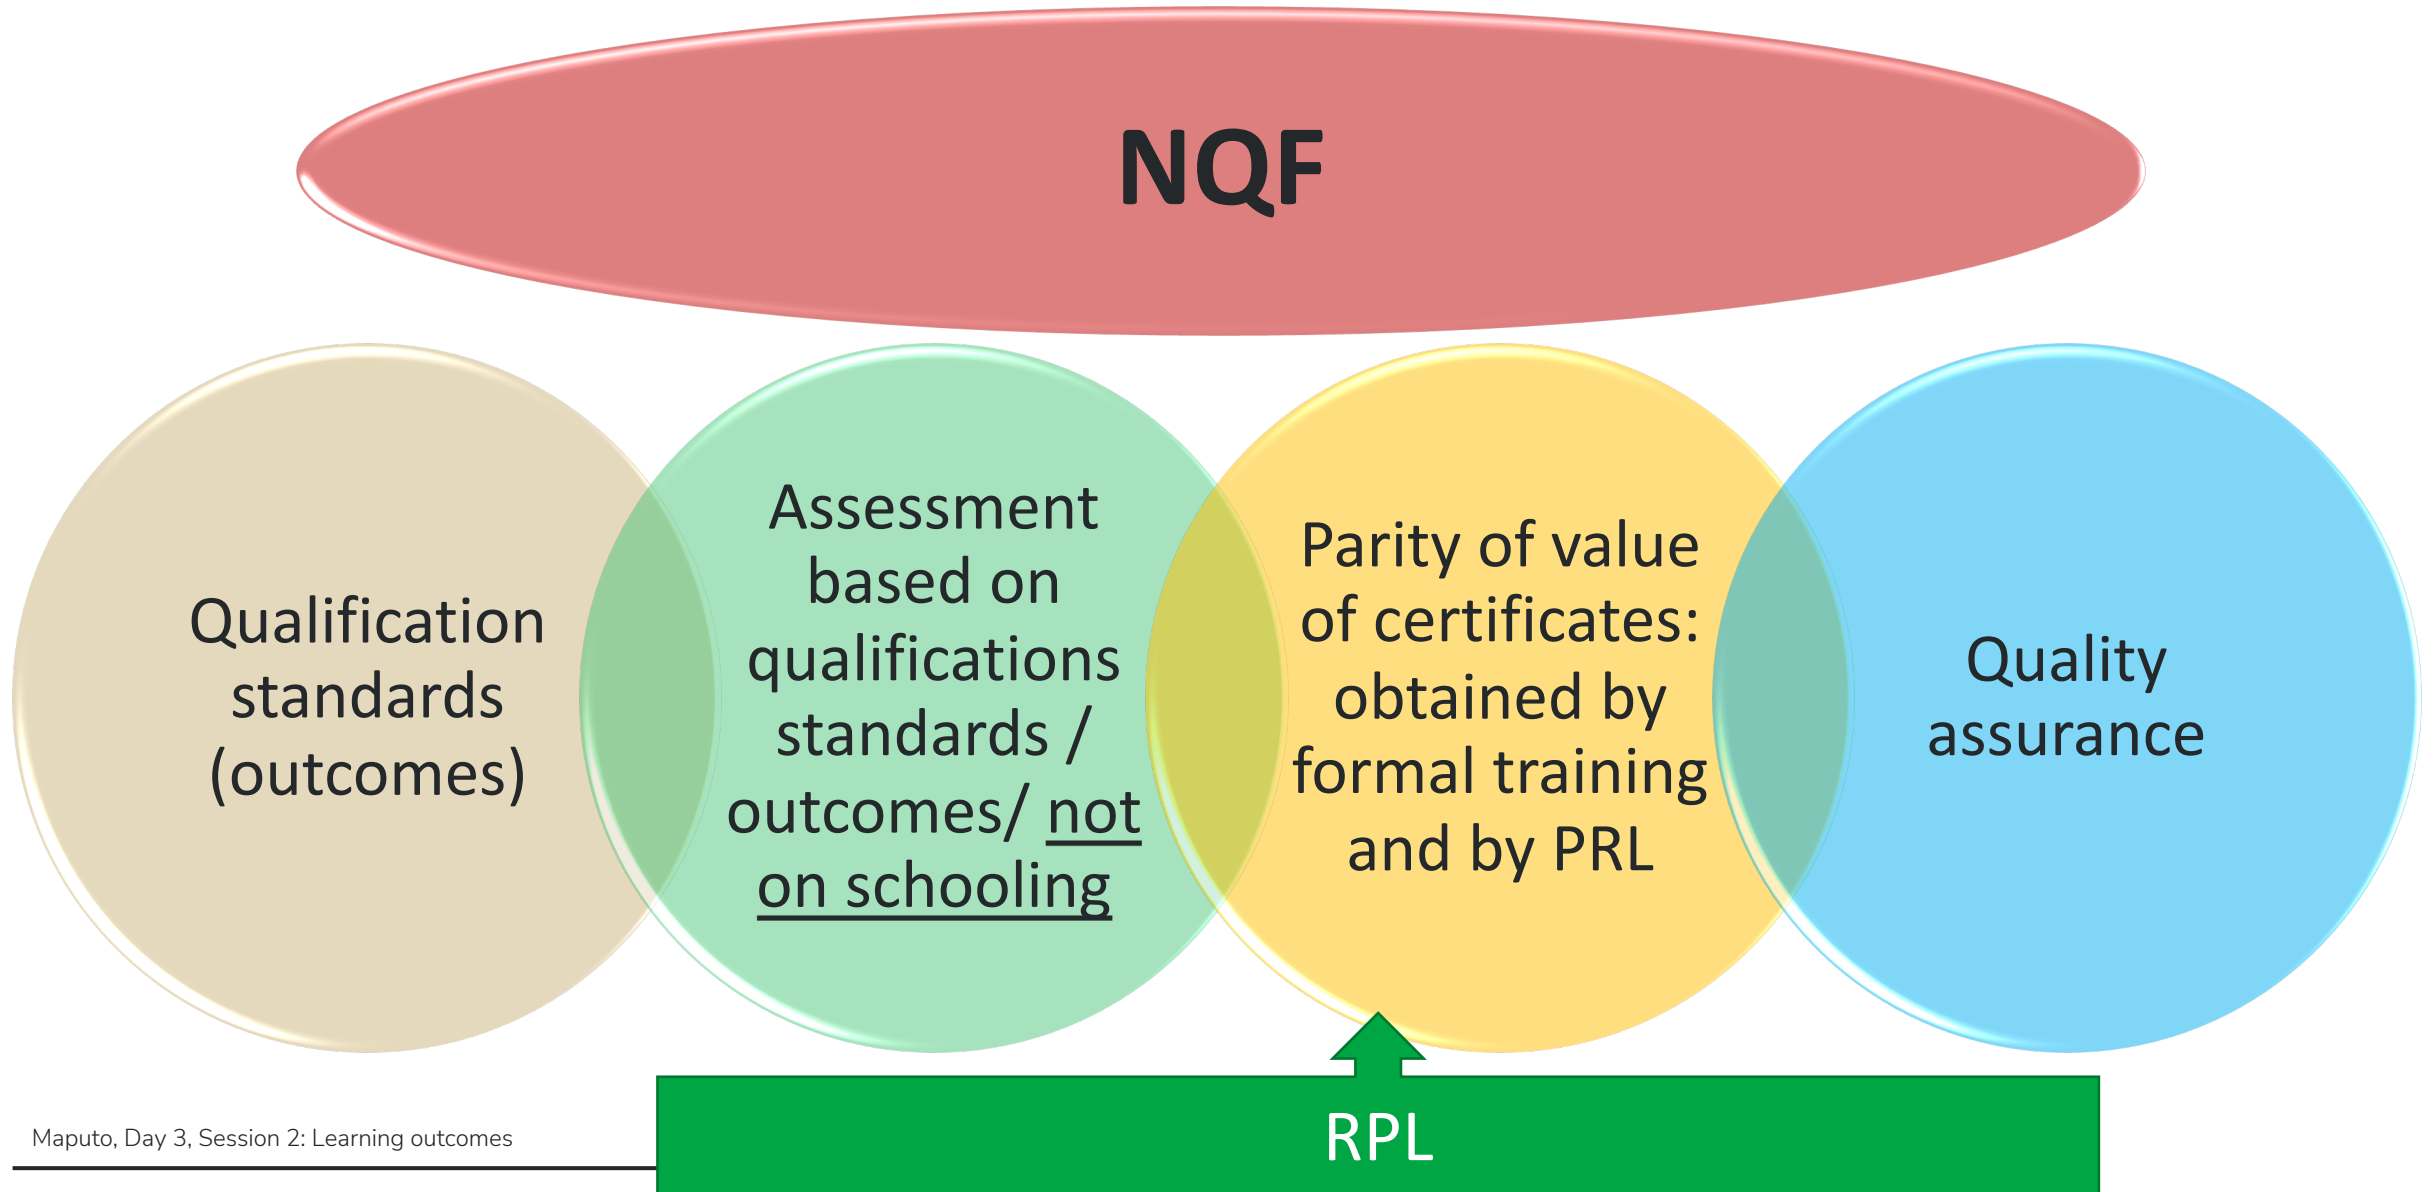 NQF
Qualification
standards
(outcomes)
Assessment
based on
qualifications
standards /
outcomes/ not
on schooling
Parity of value
of certificates:
obtained by
formal training
and by PRL
Quality
assurance
RPL
Maputo, Day 3, Session 2: Learning outcomes